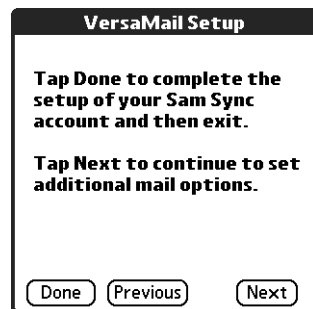 VersaMail Setup
Tap Done to complete the
setup of your Sam Sync
account and then exit.
Tap Next to continue to set
additional mail options.
Done Previous Next